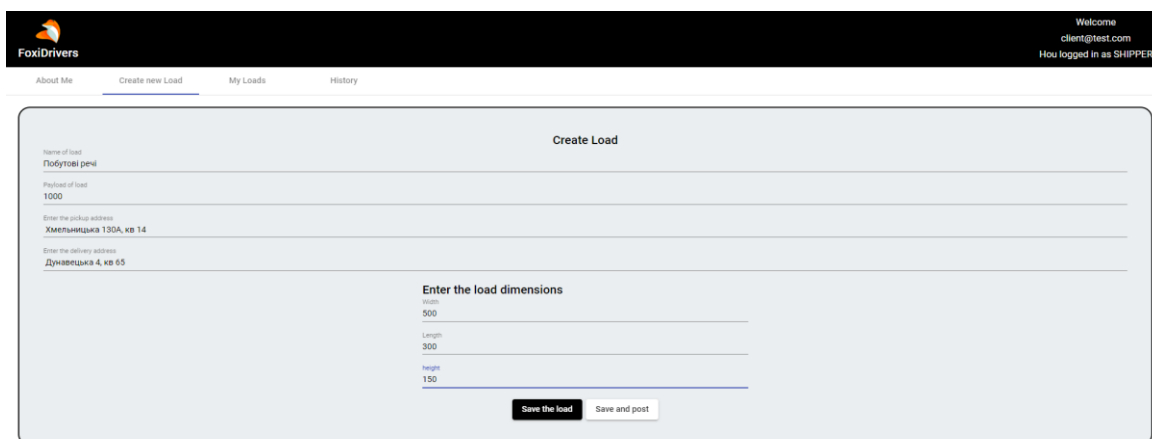 Welcome
client@test.com
Hou logged in as SHIPPER
FoxiDrivers
About Me Create new Load My Loads History
Create Load
Name of load
Побутові речі
Payload of load
1000
Enter the pickup address
Хмельницька 130А, кв 14
Enter the delivery address
Дунавецька 4, кв 65
Enter the load dimensions
Width
500
Length
300
height
150
Save the load Save and post